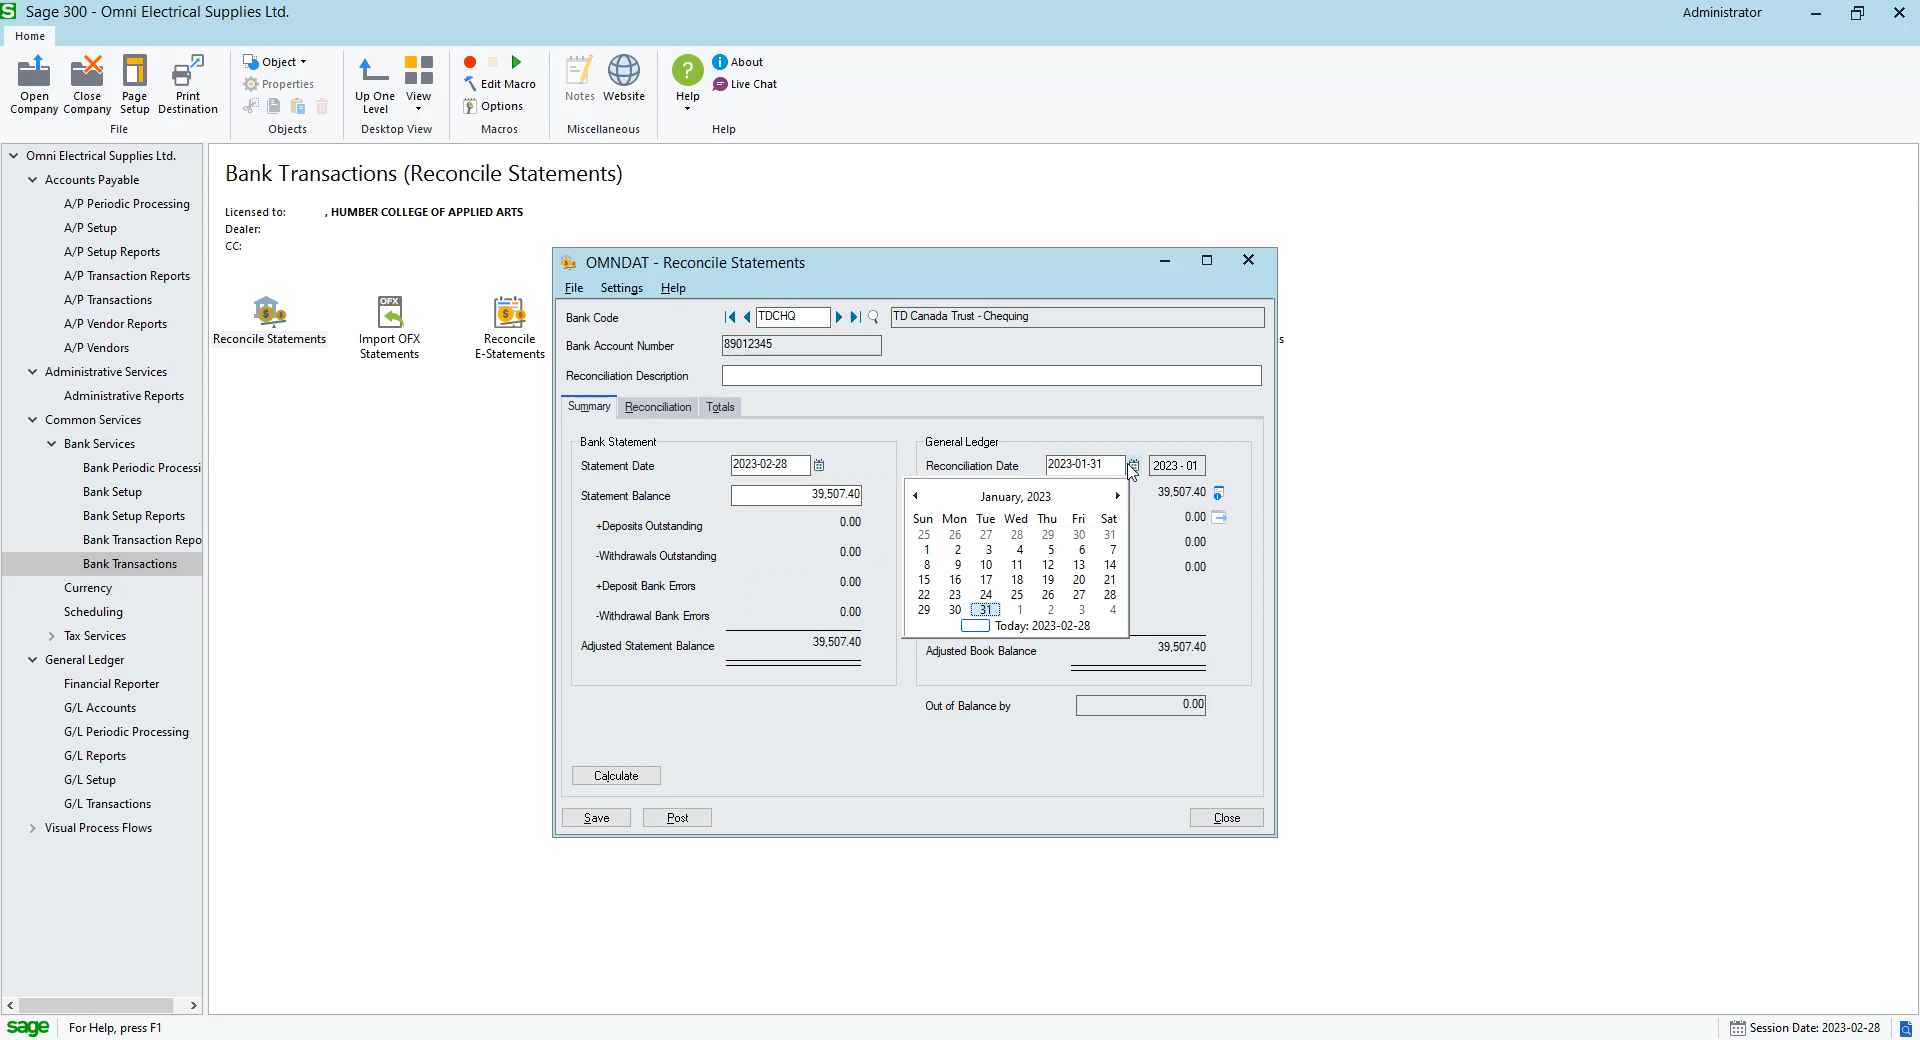 Sage 300 - Omni Electrical Supplies Ltd.
Administrator
Home
Open Company
Close Company
Page Setup
Print Destination
File
Object
Properties
Objects
Up One Level
View
Desktop View
Edit Macro
Options
Macros
Notes
Website
Miscellaneous
Help
About
Live Chat
Help
Omni Electrical Supplies Ltd.
Accounts Payable
A/P Periodic Processing
A/P Setup
A/P Setup Reports
A/P Transaction Reports
A/P Transactions
A/P Vendor Reports
A/P Vendors
Administrative Services
Administrative Reports
Common Services
Bank Services
Bank Periodic Processi
Bank Setup
Bank Setup Reports
Bank Transaction Repo
Bank Transactions
Currency
Scheduling
Tax Services
General Ledger
Financial Reporter
G/L Accounts
G/L Periodic Processing
G/L Reports
G/L Setup
G/L Transactions
Visual Process Flows
Bank Transactions (Reconcile Statements)
Licensed to: , HUMBER COLLEGE OF APPLIED ARTS
Dealer:
CC:
Reconcile Statements
OFX
Import OFX Statements
Reconcile E-Statements
s
OMNDAT - Reconcile Statements
File Settings Help
Bank Code TDCHQ TD Canada Trust - Chequing
Bank Account Number 89012345
Reconciliation Description
Summary Reconciliation Totals
Bank Statement
Statement Date 2023-02-28
Statement Balance 39,507.40
+Deposits Outstanding 0.00
-Withdrawals Outstanding 0.00
+Deposit Bank Errors 0.00
-Withdrawal Bank Errors 0.00
Adjusted Statement Balance 39,507.40
General Ledger
Reconciliation Date 2023-01-31 2023 - 01
39,507.40
0.00
0.00
0.00
January, 2023
Sun Mon Tue Wed Thu Fri Sat
25 26 27 28 29 30 31
1 2 3 4 5 6 7
8 9 10 11 12 13 14
15 16 17 18 19 20 21
22 23 24 25 26 27 28
29 30 31 1 2 3 4
Today: 2023-02-28
Adjusted Book Balance 39,507.40
Out of Balance by 0.00
Calculate
Save Post Close
sage For Help, press F1
Session Date: 2023-02-28